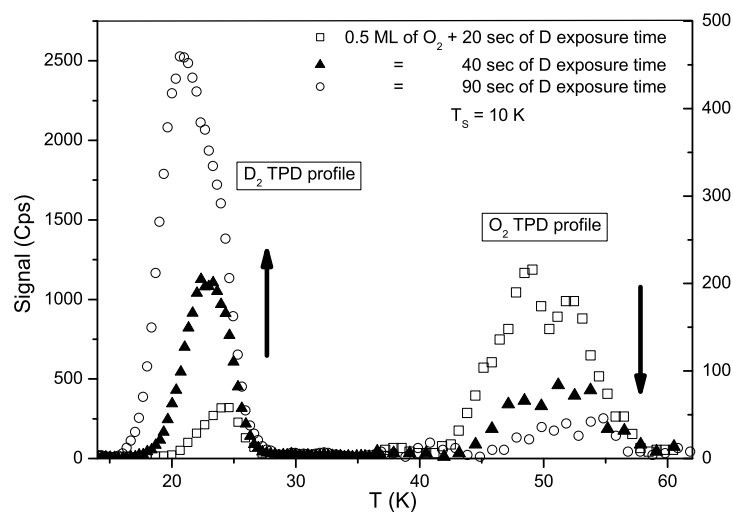 0.5 ML of O2 + 20 sec of D exposure time
= 40 sec of D exposure time
= 90 sec of D exposure time
TS = 10 K
D2 TPD profile
O2 TPD profile
Signal (Cps)
2500
2000
1500
1000
500
0
500
400
300
200
100
0
20 30 40 50 60
T (K)